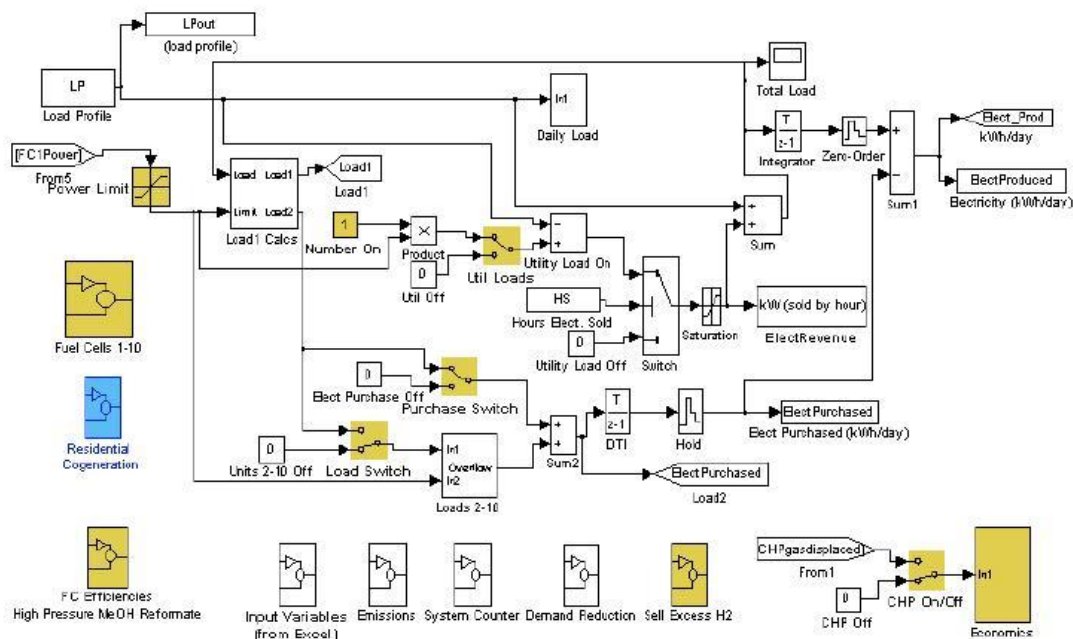 LPout
(load profile)
LP
Load Profile
In1
Daily Load
Total Load
T
z-1
Integrator
Zero-Order
+
−
Sum1
Elect_Prod
kWh/day
ElectProduced
Electricity (kWh/day)
[FC1Power]
From5
Power Limit
Load Load1
Limit Load2
Load1 Calcs
Load1
Load1
1
Number On
×
Product
0
Util Off
Util Loads
−
+
Utility Load On
+
+
Sum
HS
Hours Elect. Sold
0
Utility Load Off
Switch
Saturation
kW (sold by hour)
ElectRevenue
Fuel Cells 1-10
Residential
Cogeneration
0
Elect Purchase Off
Purchase Switch
0
Units 2-10 Off
Load Switch
In1
Overflow
In2
Loads 2-10
+
+
Sum2
T
z-1
DTI
Hold
ElectPurchased
Elect Purchased (kWh/day)
ElectPurchased
Load2
FC Efficiencies
High Pressure MeOH Reformate
Input Variables
(from Excel)
Emissions
System Counter
Demand Reduction
Sell Excess H2
CHPgasdisplaced
From1
0
CHP Off
CHP On/Off
In1
Economics